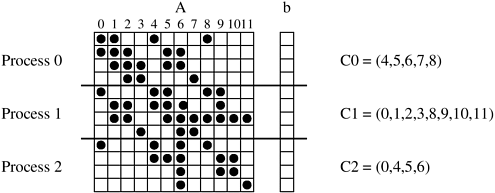 A b
0 1 2 3 4 5 6 7 8 9 10 11
Process 0 C0 = (4,5,6,7,8)
Process 1 C1 = (0,1,2,3,8,9,10,11)
Process 2 C2 = (0,4,5,6)